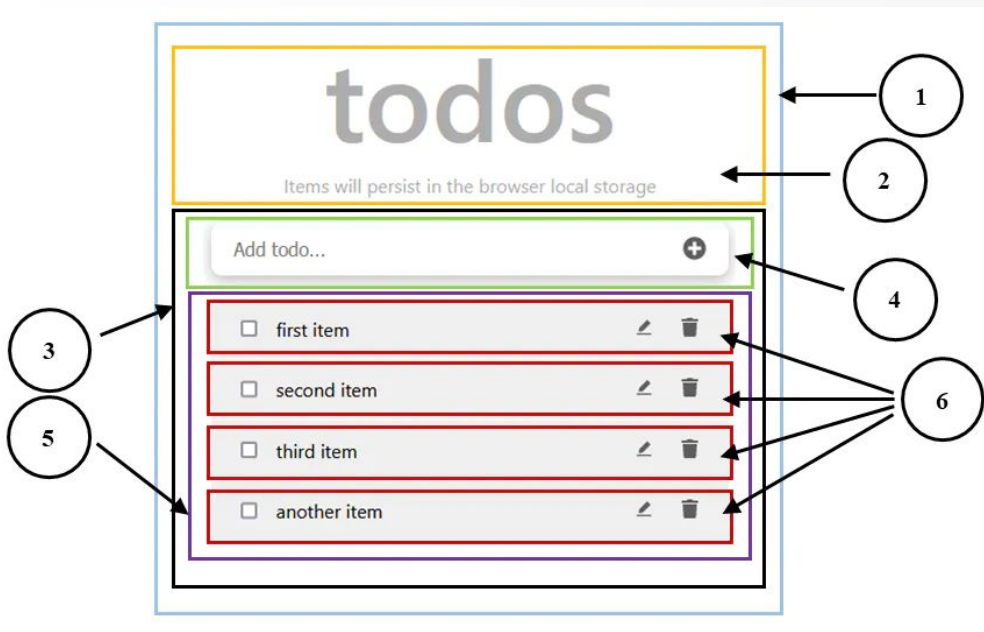 todos
1
2
Items will persist in the browser local storage
Add todo...
4
3
first item
second item
6
5
third item
another item